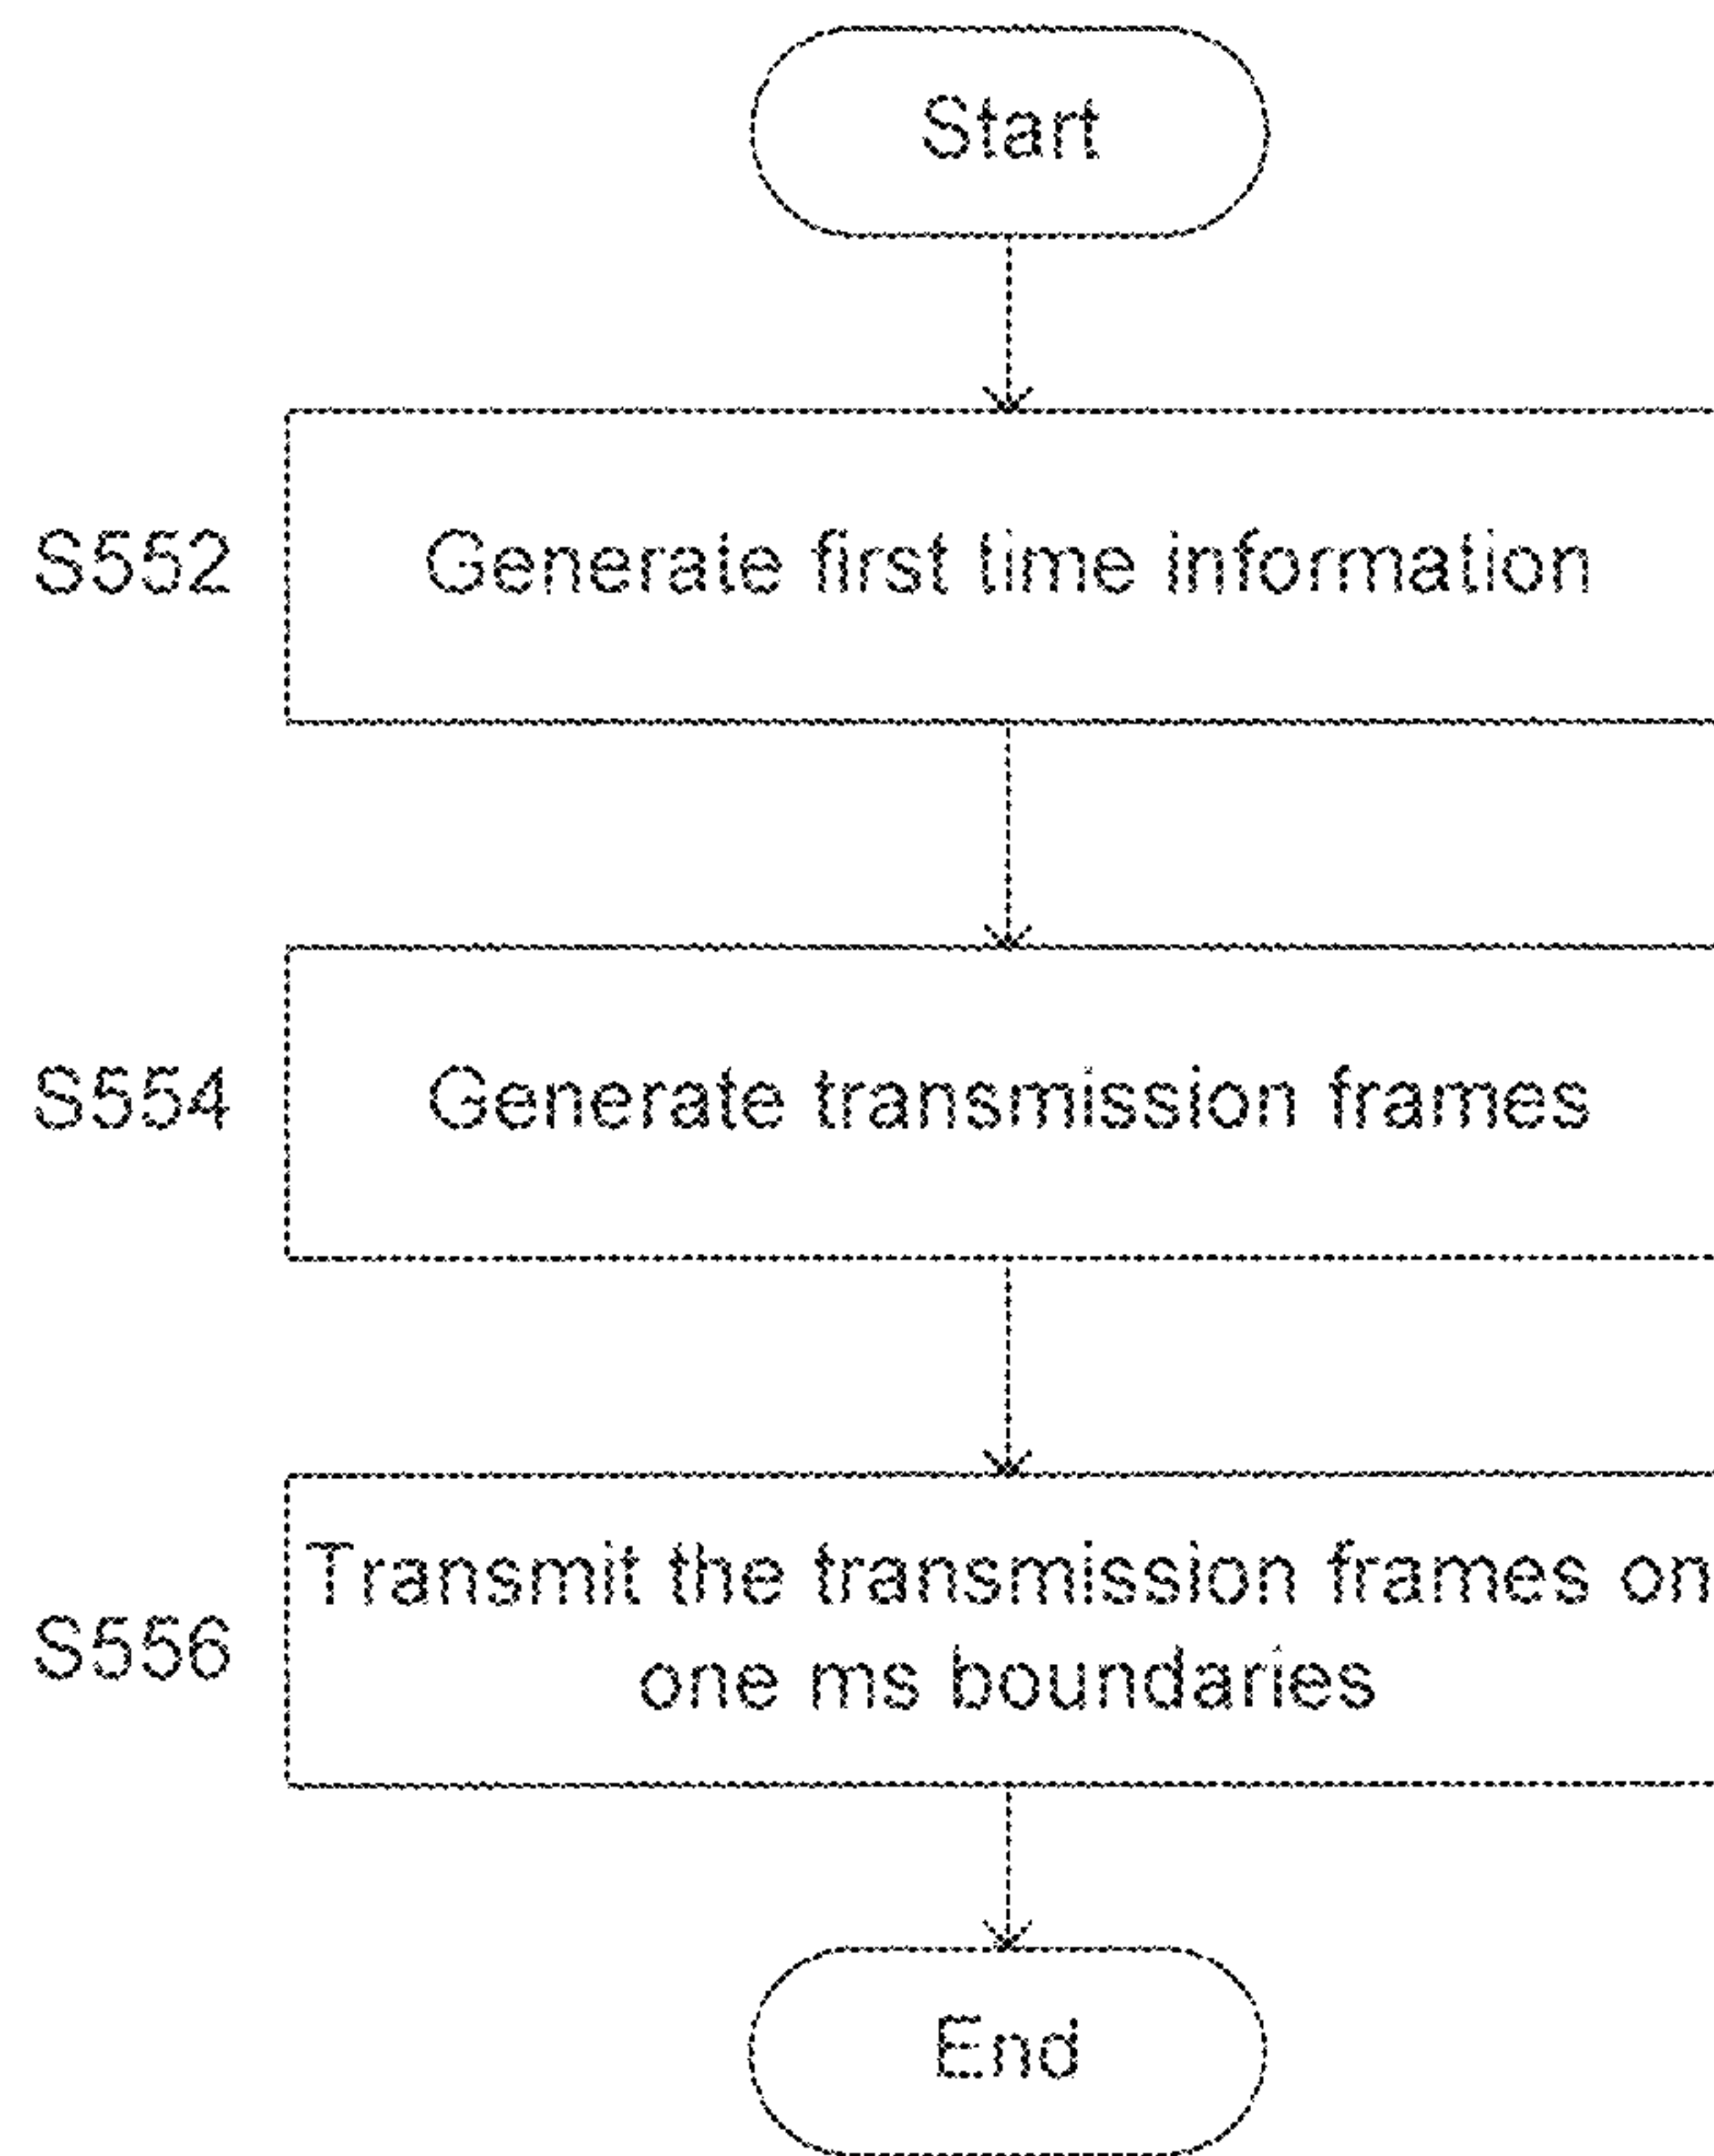 Start
S552
Generate first time information
S554
Generate transmission frames
S556
Transmit the transmission frames on
one ms boundaries
End